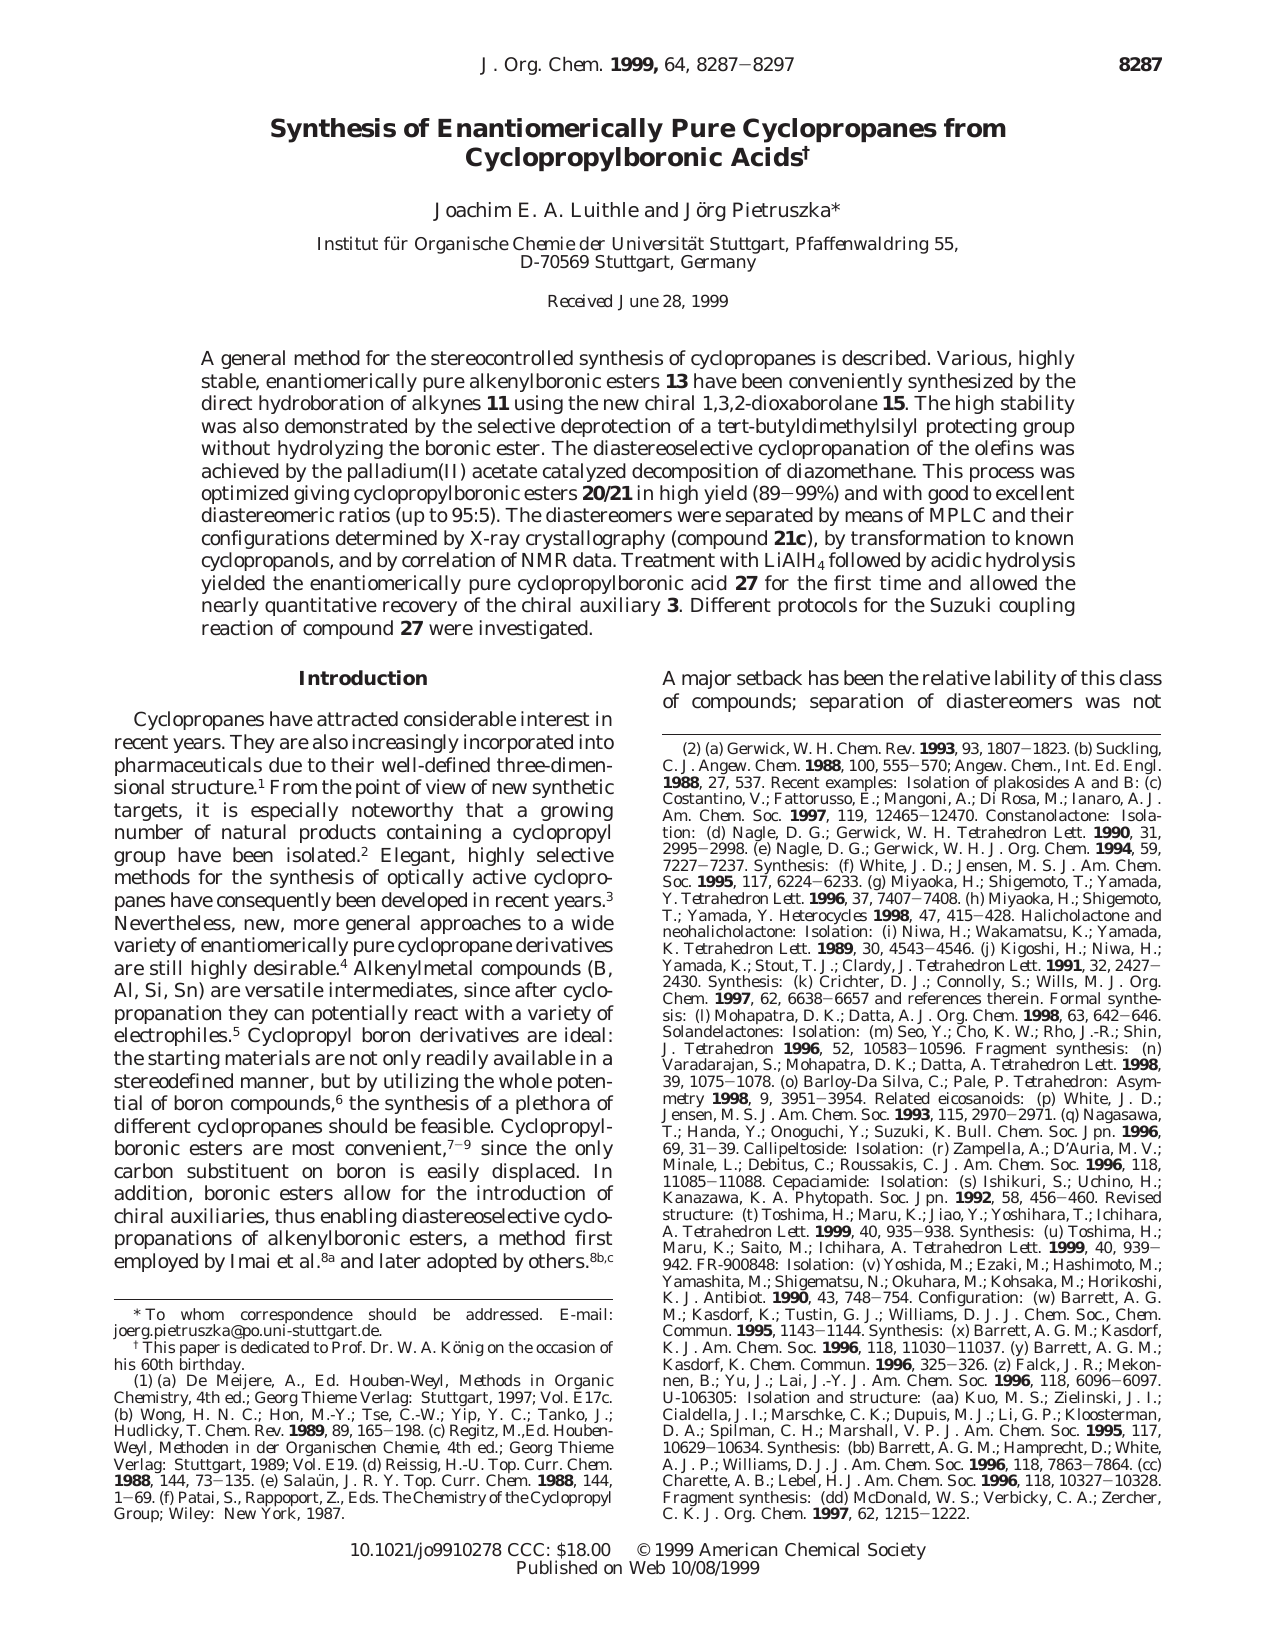 J. Org. Chem. 1999, 64, 8287−8297
8287
Synthesis of Enantiomerically Pure Cyclopropanes from
Cyclopropylboronic Acids†
Joachim E. A. Luithle and Jörg Pietruszka*
Institut für Organische Chemie der Universität Stuttgart, Pfaffenwaldring 55,
D-70569 Stuttgart, Germany
Received June 28, 1999
A general method for the stereocontrolled synthesis of cyclopropanes is described. Various, highly
stable, enantiomerically pure alkenylboronic esters 13 have been conveniently synthesized by the
direct hydroboration of alkynes 11 using the new chiral 1,3,2-dioxaborolane 15. The high stability
was also demonstrated by the selective deprotection of a tert-butyldimethylsilyl protecting group
without hydrolyzing the boronic ester. The diastereoselective cyclopropanation of the olefins was
achieved by the palladium(II) acetate catalyzed decomposition of diazomethane. This process was
optimized giving cyclopropylboronic esters 20/21 in high yield (89−99%) and with good to excellent
diastereomeric ratios (up to 95:5). The diastereomers were separated by means of MPLC and their
configurations determined by X-ray crystallography (compound 21c), by transformation to known
cyclopropanols, and by correlation of NMR data. Treatment with LiAlH4 followed by acidic hydrolysis
yielded the enantiomerically pure cyclopropylboronic acid 27 for the first time and allowed the
nearly quantitative recovery of the chiral auxiliary 3. Different protocols for the Suzuki coupling
reaction of compound 27 were investigated.
Introduction
Cyclopropanes have attracted considerable interest in
recent years. They are also increasingly incorporated into
pharmaceuticals due to their well-defined three-dimen-
sional structure.1 From the point of view of new synthetic
targets, it is especially noteworthy that a growing
number of natural products containing a cyclopropyl
group have been isolated.2 Elegant, highly selective
methods for the synthesis of optically active cyclopro-
panes have consequently been developed in recent years.3
Nevertheless, new, more general approaches to a wide
variety of enantiomerically pure cyclopropane derivatives
are still highly desirable.4 Alkenylmetal compounds (B,
Al, Si, Sn) are versatile intermediates, since after cyclo-
propanation they can potentially react with a variety of
electrophiles.5 Cyclopropyl boron derivatives are ideal:
the starting materials are not only readily available in a
stereodefined manner, but by utilizing the whole poten-
tial of boron compounds,6 the synthesis of a plethora of
different cyclopropanes should be feasible. Cyclopropyl-
boronic esters are most convenient,7−9 since the only
carbon substituent on boron is easily displaced. In
addition, boronic esters allow for the introduction of
chiral auxiliaries, thus enabling diastereoselective cyclo-
propanations of alkenylboronic esters, a method first
employed by Imai et al.8a and later adopted by others.8b,c
* To whom correspondence should be addressed. E-mail:
joerg.pietruszka@po.uni-stuttgart.de.
† This paper is dedicated to Prof. Dr. W. A. König on the occasion of
his 60th birthday.
(1) (a) De Meijere, A., Ed. Houben-Weyl, Methods in Organic
Chemistry, 4th ed.; Georg Thieme Verlag: Stuttgart, 1997; Vol. E17c.
(b) Wong, H. N. C.; Hon, M.-Y.; Tse, C.-W.; Yip, Y. C.; Tanko, J.;
Hudlicky, T. Chem. Rev. 1989, 89, 165−198. (c) Regitz, M.,Ed. Houben-
Weyl, Methoden in der Organischen Chemie, 4th ed.; Georg Thieme
Verlag: Stuttgart, 1989; Vol. E19. (d) Reissig, H.-U. Top. Curr. Chem.
1988, 144, 73−135. (e) Salaün, J. R. Y. Top. Curr. Chem. 1988, 144,
1−69. (f) Patai, S., Rappoport, Z., Eds. The Chemistry of the Cyclopropyl
Group; Wiley: New York, 1987.
A major setback has been the relative lability of this class
of compounds; separation of diastereomers was not
(2) (a) Gerwick, W. H. Chem. Rev. 1993, 93, 1807−1823. (b) Suckling,
C. J. Angew. Chem. 1988, 100, 555−570; Angew. Chem., Int. Ed. Engl.
1988, 27, 537. Recent examples: Isolation of plakosides A and B: (c)
Costantino, V.; Fattorusso, E.; Mangoni, A.; Di Rosa, M.; Ianaro, A. J.
Am. Chem. Soc. 1997, 119, 12465−12470. Constanolactone: Isola-
tion: (d) Nagle, D. G.; Gerwick, W. H. Tetrahedron Lett. 1990, 31,
2995−2998. (e) Nagle, D. G.; Gerwick, W. H. J. Org. Chem. 1994, 59,
7227−7237. Synthesis: (f) White, J. D.; Jensen, M. S. J. Am. Chem.
Soc. 1995, 117, 6224−6233. (g) Miyaoka, H.; Shigemoto, T.; Yamada,
Y. Tetrahedron Lett. 1996, 37, 7407−7408. (h) Miyaoka, H.; Shigemoto,
T.; Yamada, Y. Heterocycles 1998, 47, 415−428. Halicholactone and
neohalicholactone: Isolation: (i) Niwa, H.; Wakamatsu, K.; Yamada,
K. Tetrahedron Lett. 1989, 30, 4543−4546. (j) Kigoshi, H.; Niwa, H.;
Yamada, K.; Stout, T. J.; Clardy, J. Tetrahedron Lett. 1991, 32, 2427−
2430. Synthesis: (k) Crichter, D. J.; Connolly, S.; Wills, M. J. Org.
Chem. 1997, 62, 6638−6657 and references therein. Formal synthe-
sis: (l) Mohapatra, D. K.; Datta, A. J. Org. Chem. 1998, 63, 642−646.
Solandelactones: Isolation: (m) Seo, Y.; Cho, K. W.; Rho, J.-R.; Shin,
J. Tetrahedron 1996, 52, 10583−10596. Fragment synthesis: (n)
Varadarajan, S.; Mohapatra, D. K.; Datta, A. Tetrahedron Lett. 1998,
39, 1075−1078. (o) Barloy-Da Silva, C.; Pale, P. Tetrahedron: Asym-
metry 1998, 9, 3951−3954. Related eicosanoids: (p) White, J. D.;
Jensen, M. S. J. Am. Chem. Soc. 1993, 115, 2970−2971. (q) Nagasawa,
T.; Handa, Y.; Onoguchi, Y.; Suzuki, K. Bull. Chem. Soc. Jpn. 1996,
69, 31−39. Callipeltoside: Isolation: (r) Zampella, A.; D'Auria, M. V.;
Minale, L.; Debitus, C.; Roussakis, C. J. Am. Chem. Soc. 1996, 118,
11085−11088. Cepaciamide: Isolation: (s) Ishikuri, S.; Uchino, H.;
Kanazawa, K. A. Phytopath. Soc. Jpn. 1992, 58, 456−460. Revised
structure: (t) Toshima, H.; Maru, K.; Jiao, Y.; Yoshihara, T.; Ichihara,
A. Tetrahedron Lett. 1999, 40, 935−938. Synthesis: (u) Toshima, H.;
Maru, K.; Saito, M.; Ichihara, A. Tetrahedron Lett. 1999, 40, 939−
942. FR-900848: Isolation: (v) Yoshida, M.; Ezaki, M.; Hashimoto, M.;
Yamashita, M.; Shigematsu, N.; Okuhara, M.; Kohsaka, M.; Horikoshi,
K. J. Antibiot. 1990, 43, 748−754. Configuration: (w) Barrett, A. G.
M.; Kasdorf, K.; Tustin, G. J.; Williams, D. J. J. Chem. Soc., Chem.
Commun. 1995, 1143−1144. Synthesis: (x) Barrett, A. G. M.; Kasdorf,
K. J. Am. Chem. Soc. 1996, 118, 11030−11037. (y) Barrett, A. G. M.;
Kasdorf, K. Chem. Commun. 1996, 325−326. (z) Falck, J. R.; Mekon-
nen, B.; Yu, J.; Lai, J.-Y. J. Am. Chem. Soc. 1996, 118, 6096−6097.
U-106305: Isolation and structure: (aa) Kuo, M. S.; Zielinski, J. I.;
Cialdella, J. I.; Marschke, C. K.; Dupuis, M. J.; Li, G. P.; Kloosterman,
D. A.; Spilman, C. H.; Marshall, V. P. J. Am. Chem. Soc. 1995, 117,
10629−10634. Synthesis: (bb) Barrett, A. G. M.; Hamprecht, D.; White,
A. J. P.; Williams, D. J. J. Am. Chem. Soc. 1996, 118, 7863−7864. (cc)
Charette, A. B.; Lebel, H. J. Am. Chem. Soc. 1996, 118, 10327−10328.
Fragment synthesis: (dd) McDonald, W. S.; Verbicky, C. A.; Zercher,
C. K. J. Org. Chem. 1997, 62, 1215−1222.
10.1021/jo9910278 CCC: $18.00 © 1999 American Chemical Society
Published on Web 10/08/1999